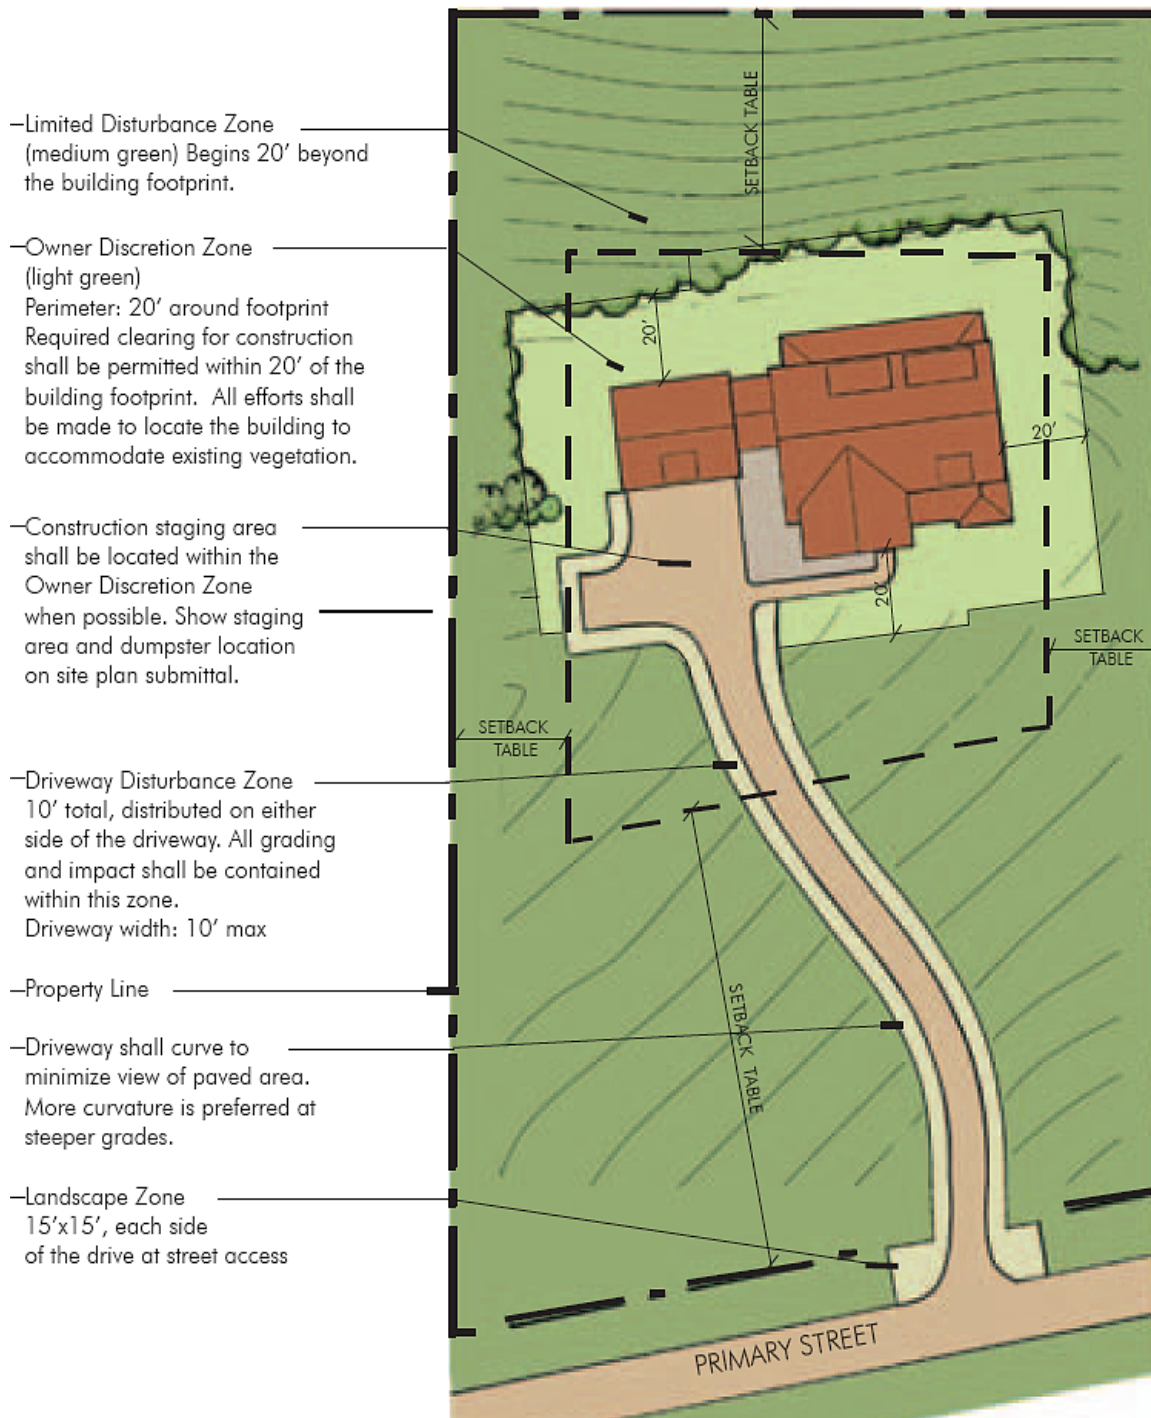 Limited Disturbance Zone
(medium green) Begins 20' beyond
the building footprint.
Owner Discretion Zone
(light green)
Perimeter: 20' around footprint
Required clearing for construction
shall be permitted within 20' of the
building footprint. All efforts shall
be made to locate the building to
accommodate existing vegetation.
Construction staging area
shall be located within the
Owner Discretion Zone
when possible. Show staging
area and dumpster location
on site plan submittal.
Driveway Disturbance Zone
10' total, distributed on either
side of the driveway. All grading
and impact shall be contained
within this zone.
Driveway width: 10' max
Property Line
Driveway shall curve to
minimize view of paved area.
More curvature is preferred at
steeper grades.
Landscape Zone
15'x15', each side
of the drive at street access
SETBACK TABLE
20'
20'
20'
SETBACK
TABLE
SETBACK
TABLE
SETBACK TABLE
PRIMARY STREET